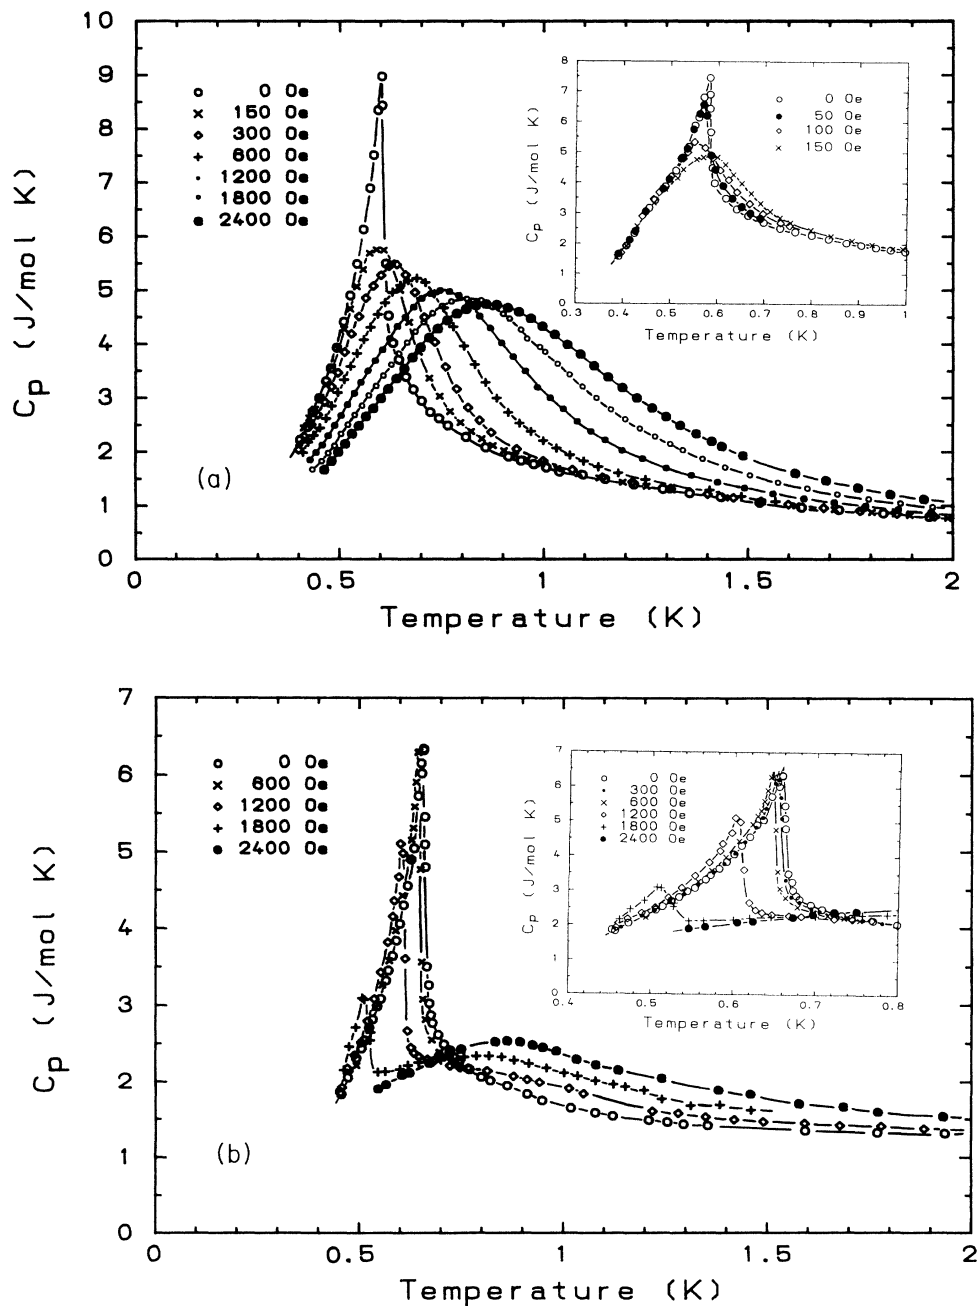 10
9
8
7
6
5
4
3
2
1
0
C_p (J/mol K)
0 Oe
150 Oe
300 Oe
600 Oe
1200 Oe
1800 Oe
2400 Oe
(a)
0 0.5 1 1.5 2
Temperature (K)
8
7
6
5
4
3
2
1
0
C_p (J/mol K)
0 Oe
50 Oe
100 Oe
150 Oe
0.3 0.4 0.5 0.6 0.7 0.8 0.9 1
Temperature (K)
7
6
5
4
3
2
1
0
C_p (J/mol K)
0 Oe
600 Oe
1200 Oe
1800 Oe
2400 Oe
(b)
0 0.5 1 1.5 2
Temperature (K)
7
6
5
4
3
2
1
0
C_p (J/mol K)
0 Oe
300 Oe
600 Oe
1200 Oe
1800 Oe
2400 Oe
0.4 0.5 0.6 0.7 0.8
Temperature (K)